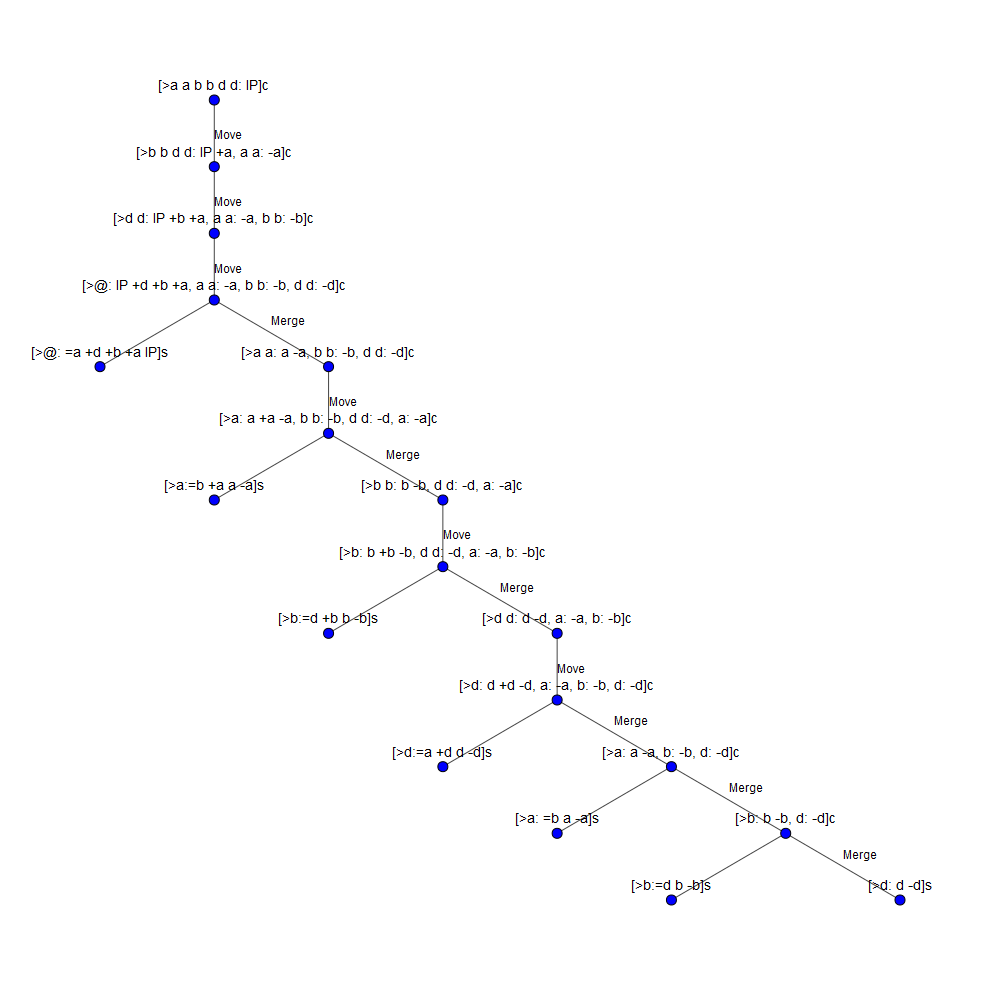 [>a a b b d d: IP]c
Move
[>b b d d: IP +a, a a: -a]c
Move
[>d d: IP +b +a, a a: -a, b b: -b]c
Move
[>@: IP +d +b +a, a a: -a, b b: -b, d d: -d]c
Merge
[>@: =a +d +b +a IP]s
[>a a: a -a, b b: -b, d d: -d]c
Move
[>a: a +a -a, b b: -b, d d: -d, a: -a]c
Merge
[>a:=b +a a -a]s
[>b b: b -b, d d: -d, a: -a]c
Move
[>b: b +b -b, d d: -d, a: -a, b: -b]c
Merge
[>b:=d +b b -b]s
[>d d: d -d, a: -a, b: -b]c
Move
[>d: d +d -d, a: -a, b: -b, d: -d]c
Merge
[>d:=a +d d -d]s
[>a: a -a, b: -b, d: -d]c
Merge
[>a: =b a -a]s
[>b: b -b, d: -d]c
Merge
[>b:=d b -b]s
[>d: d -d]s